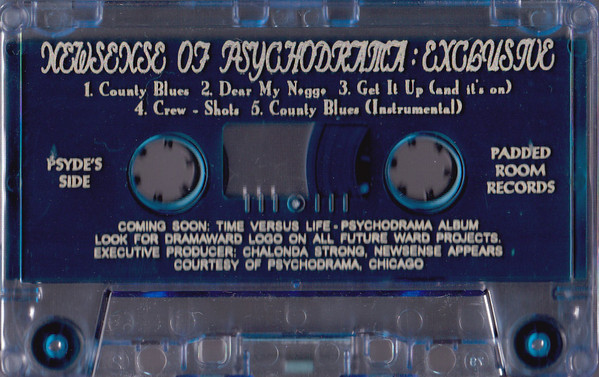 NEWSENSE OF PSYCHODRAMA : EXCLUSIVE
1. County Blues 2. Dear My Nogge 3. Get It Up (and it's on)
4. Crew - Shots 5. County Blues (Instrumental)
PSYDE'S
SIDE
PADDED
ROOM
RECORDS
COMING SOON: TIME VERSUS LIFE - PSYCHODRAMA ALBUM
LOOK FOR DRAMAWARD LOGO ON ALL FUTURE WARD PROJECTS.
EXECUTIVE PRODUCER: CHALONDA STRONG, NEWSENSE APPEARS
COURTESY OF PSYCHODRAMA, CHICAGO